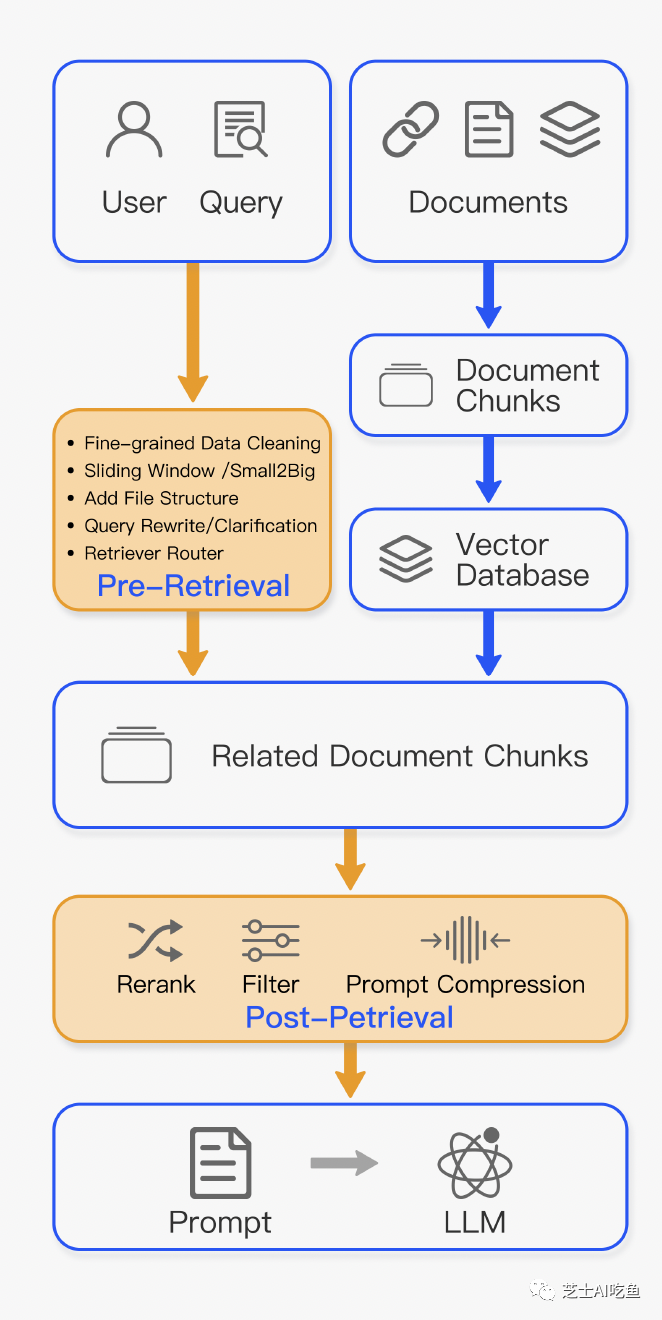 User Query
Documents
Document
Chunks
• Fine-grained Data Cleaning
• Sliding Window /Small2Big
• Add File Structure
• Query Rewrite/Clarification
• Retriever Router
Pre-Retrieval
Vector
Database
Related Document Chunks
Rerank Filter Prompt Compression
Post-Petrieval
Prompt LLM
芝士AI吃鱼